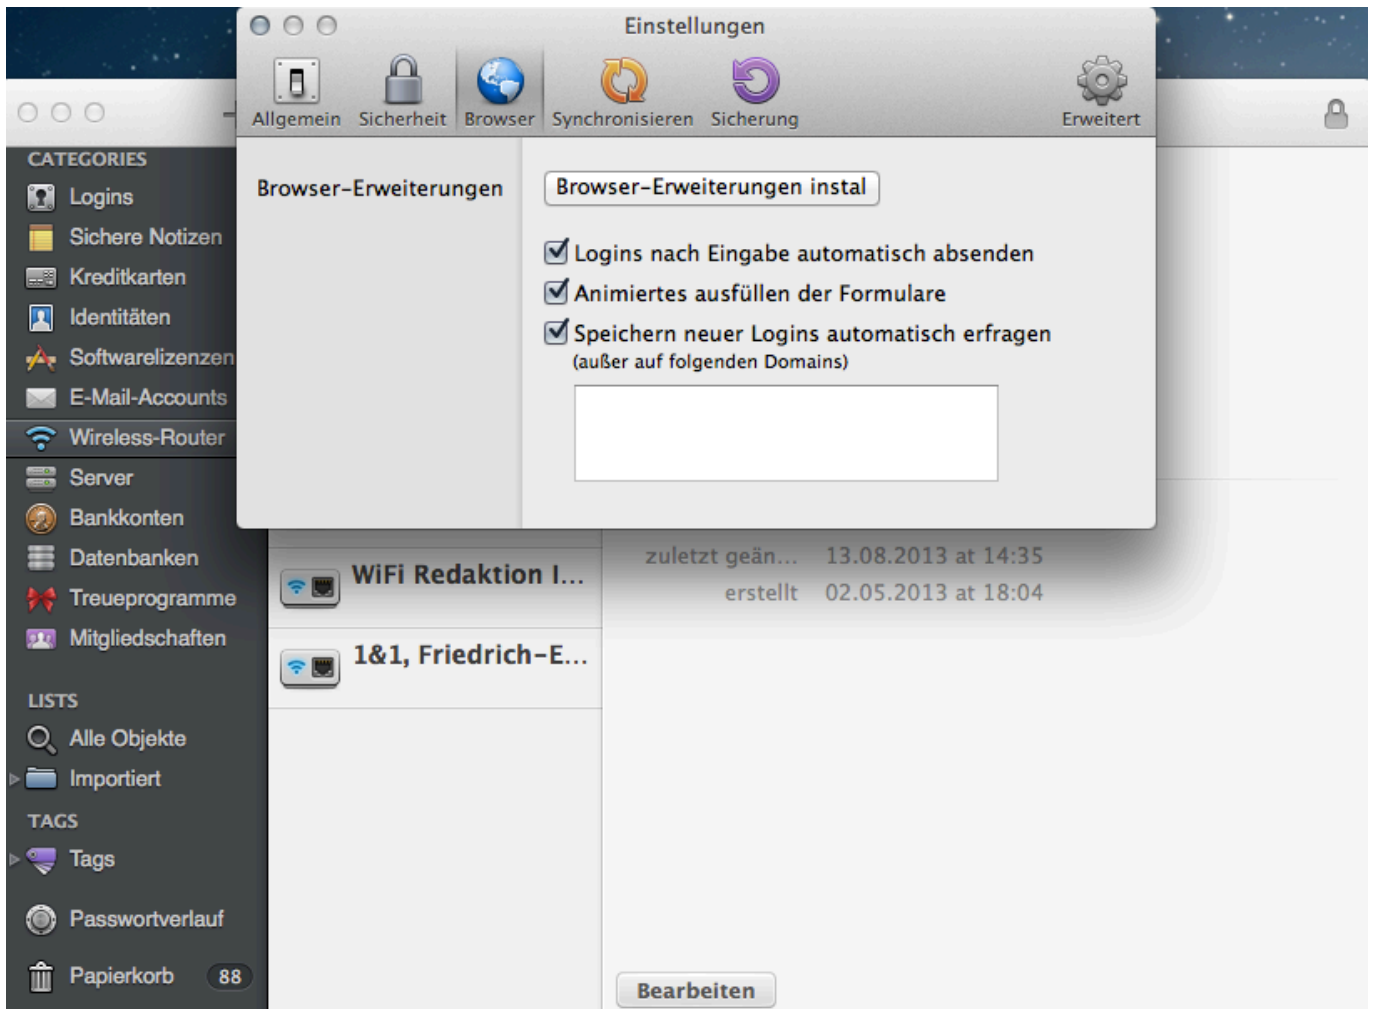 Einstellungen
Allgemein Sicherheit Browser Synchronisieren Sicherung Erweitert
Browser-Erweiterungen
Browser-Erweiterungen instal
Logins nach Eingabe automatisch absenden
Animiertes ausfüllen der Formulare
Speichern neuer Logins automatisch erfragen
(außer auf folgenden Domains)
CATEGORIES
Logins
Sichere Notizen
Kreditkarten
Identitäten
Softwarelizenzen
E-Mail-Accounts
Wireless-Router
Server
Bankkonten
Datenbanken
Treueprogramme
Mitgliedschaften
LISTS
Alle Objekte
Importiert
TAGS
Tags
Passwortverlauf
Papierkorb 88
WiFi Redaktion I...
1&1, Friedrich-E...
zuletzt geän... 13.08.2013 at 14:35
erstellt 02.05.2013 at 18:04
Bearbeiten